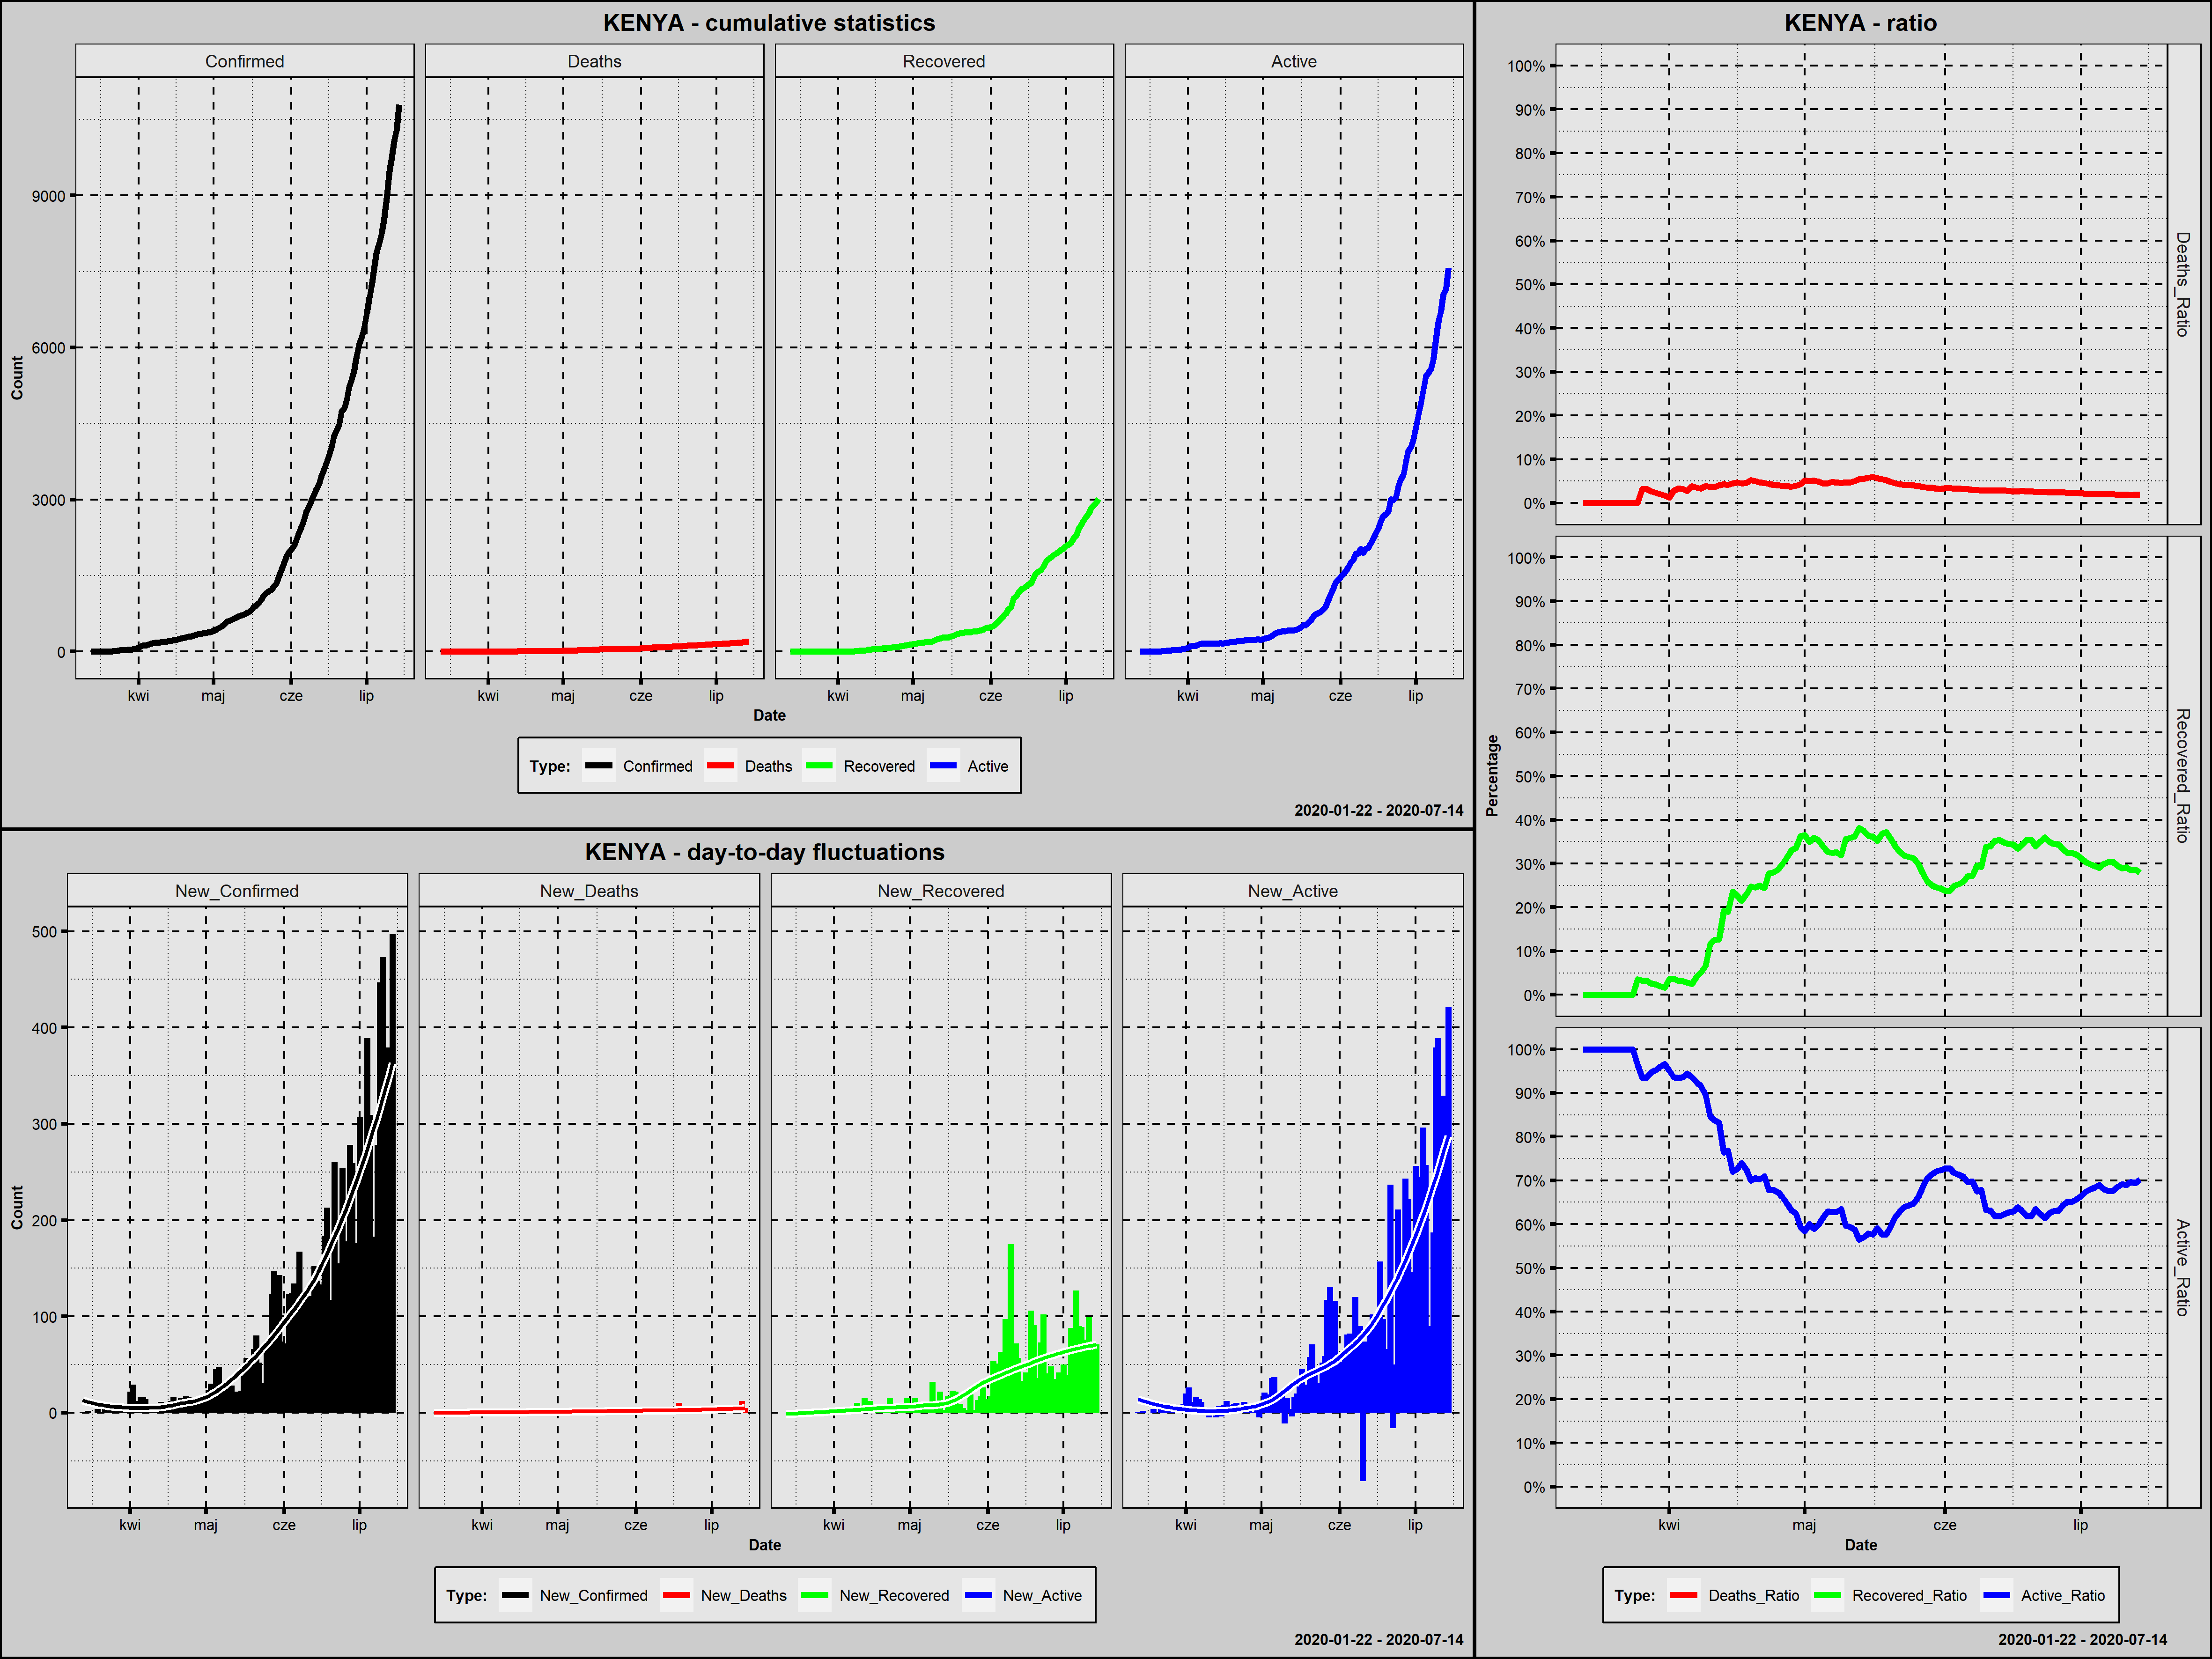 KENYA - cumulative statistics
Confirmed Deaths Recovered Active
Count
9000
6000
3000
0
kwi maj cze lip kwi maj cze lip kwi maj cze lip kwi maj cze lip
Date
Type: Confirmed Deaths Recovered Active
2020-01-22 - 2020-07-14
KENYA - day-to-day fluctuations
New_Confirmed New_Deaths New_Recovered New_Active
Count
500
400
300
200
100
0
kwi maj cze lip kwi maj cze lip kwi maj cze lip kwi maj cze lip
Date
Type: New_Confirmed New_Deaths New_Recovered New_Active
2020-01-22 - 2020-07-14
KENYA - ratio
Percentage
100%
90%
80%
70%
60%
50%
40%
30%
20%
10%
0%
Deaths_Ratio
100%
90%
80%
70%
60%
50%
40%
30%
20%
10%
0%
Recovered_Ratio
100%
90%
80%
70%
60%
50%
40%
30%
20%
10%
0%
Active_Ratio
kwi maj cze lip
Date
Type: Deaths_Ratio Recovered_Ratio Active_Ratio
2020-01-22 - 2020-07-14